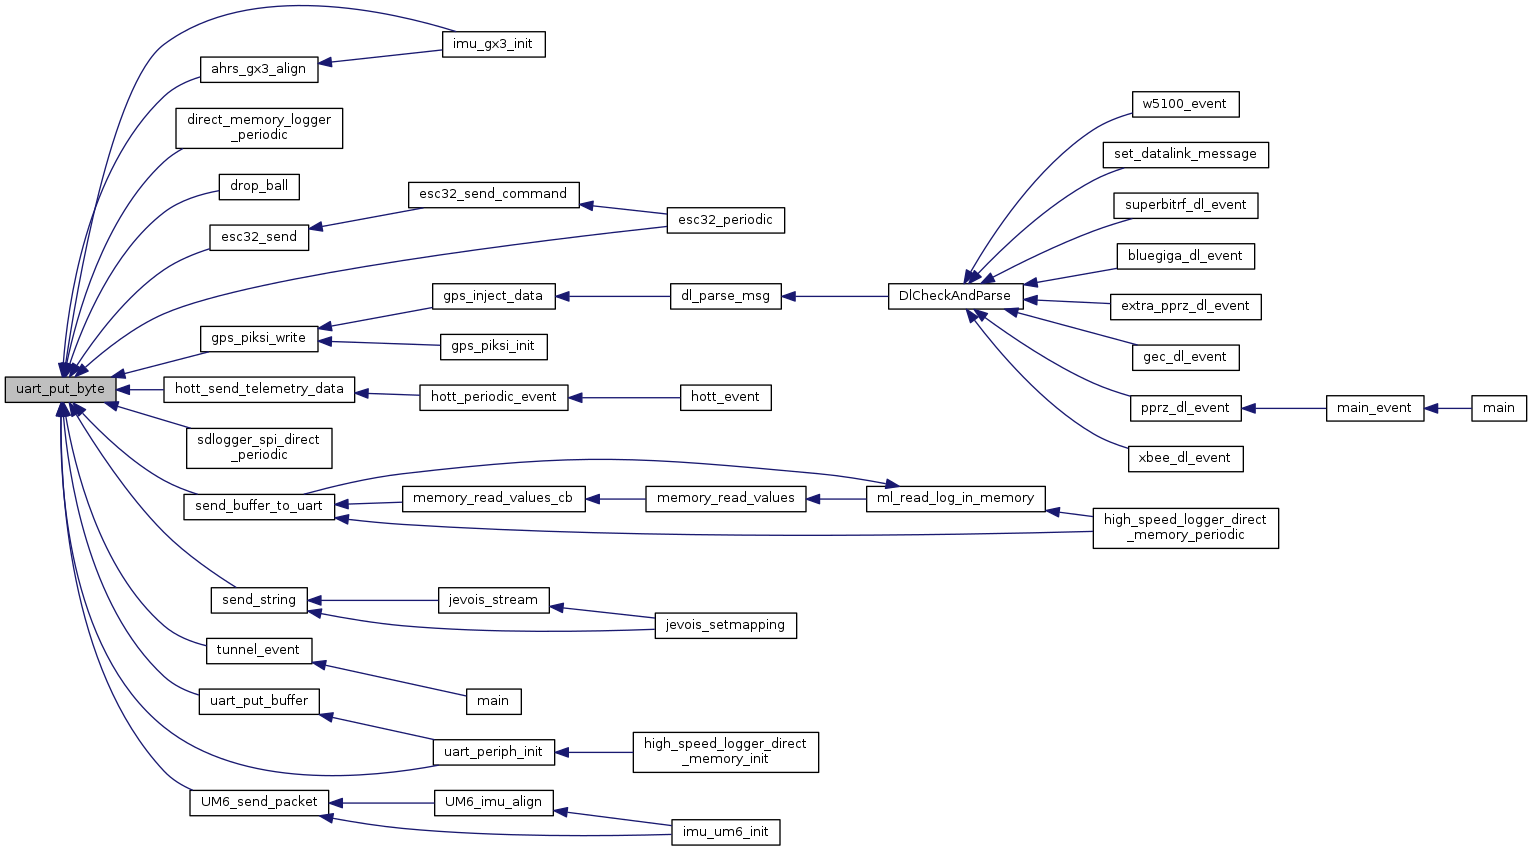 imu_gx3_init
ahrs_gx3_align
direct_memory_logger
_periodic
drop_ball
esc32_send
esc32_send_command
esc32_periodic
gps_piksi_write
gps_inject_data
gps_piksi_init
dl_parse_msg
DlCheckAndParse
w5100_event
set_datalink_message
superbitrf_dl_event
bluegiga_dl_event
extra_pprz_dl_event
gec_dl_event
pprz_dl_event
main_event
main
xbee_dl_event
uart_put_byte
hott_send_telemetry_data
hott_periodic_event
hott_event
sdlogger_spi_direct
_periodic
send_buffer_to_uart
memory_read_values_cb
memory_read_values
ml_read_log_in_memory
high_speed_logger_direct
_memory_periodic
send_string
jevois_stream
jevois_setmapping
tunnel_event
main
uart_put_buffer
uart_periph_init
high_speed_logger_direct
_memory_init
UM6_send_packet
UM6_imu_align
imu_um6_init